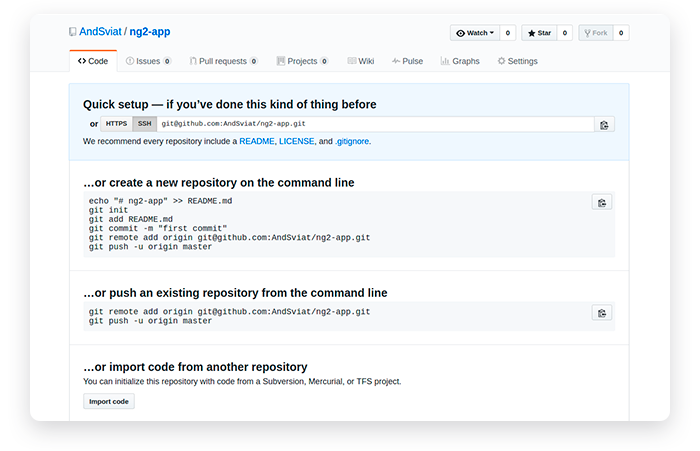 AndSviat / ng2-app
Watch 0 Star 0 Fork 0
Code Issues 0 Pull requests 0 Projects 0 Wiki Pulse Graphs Settings
Quick setup — if you've done this kind of thing before
or HTTPS SSH git@github.com:AndSviat/ng2-app.git
We recommend every repository include a README, LICENSE, and .gitignore.
…or create a new repository on the command line
echo "# ng2-app" >> README.md
git init
git add README.md
git commit -m "first commit"
git remote add origin git@github.com:AndSviat/ng2-app.git
git push -u origin master
…or push an existing repository from the command line
git remote add origin git@github.com:AndSviat/ng2-app.git
git push -u origin master
…or import code from another repository
You can initialize this repository with code from a Subversion, Mercurial, or TFS project.
Import code